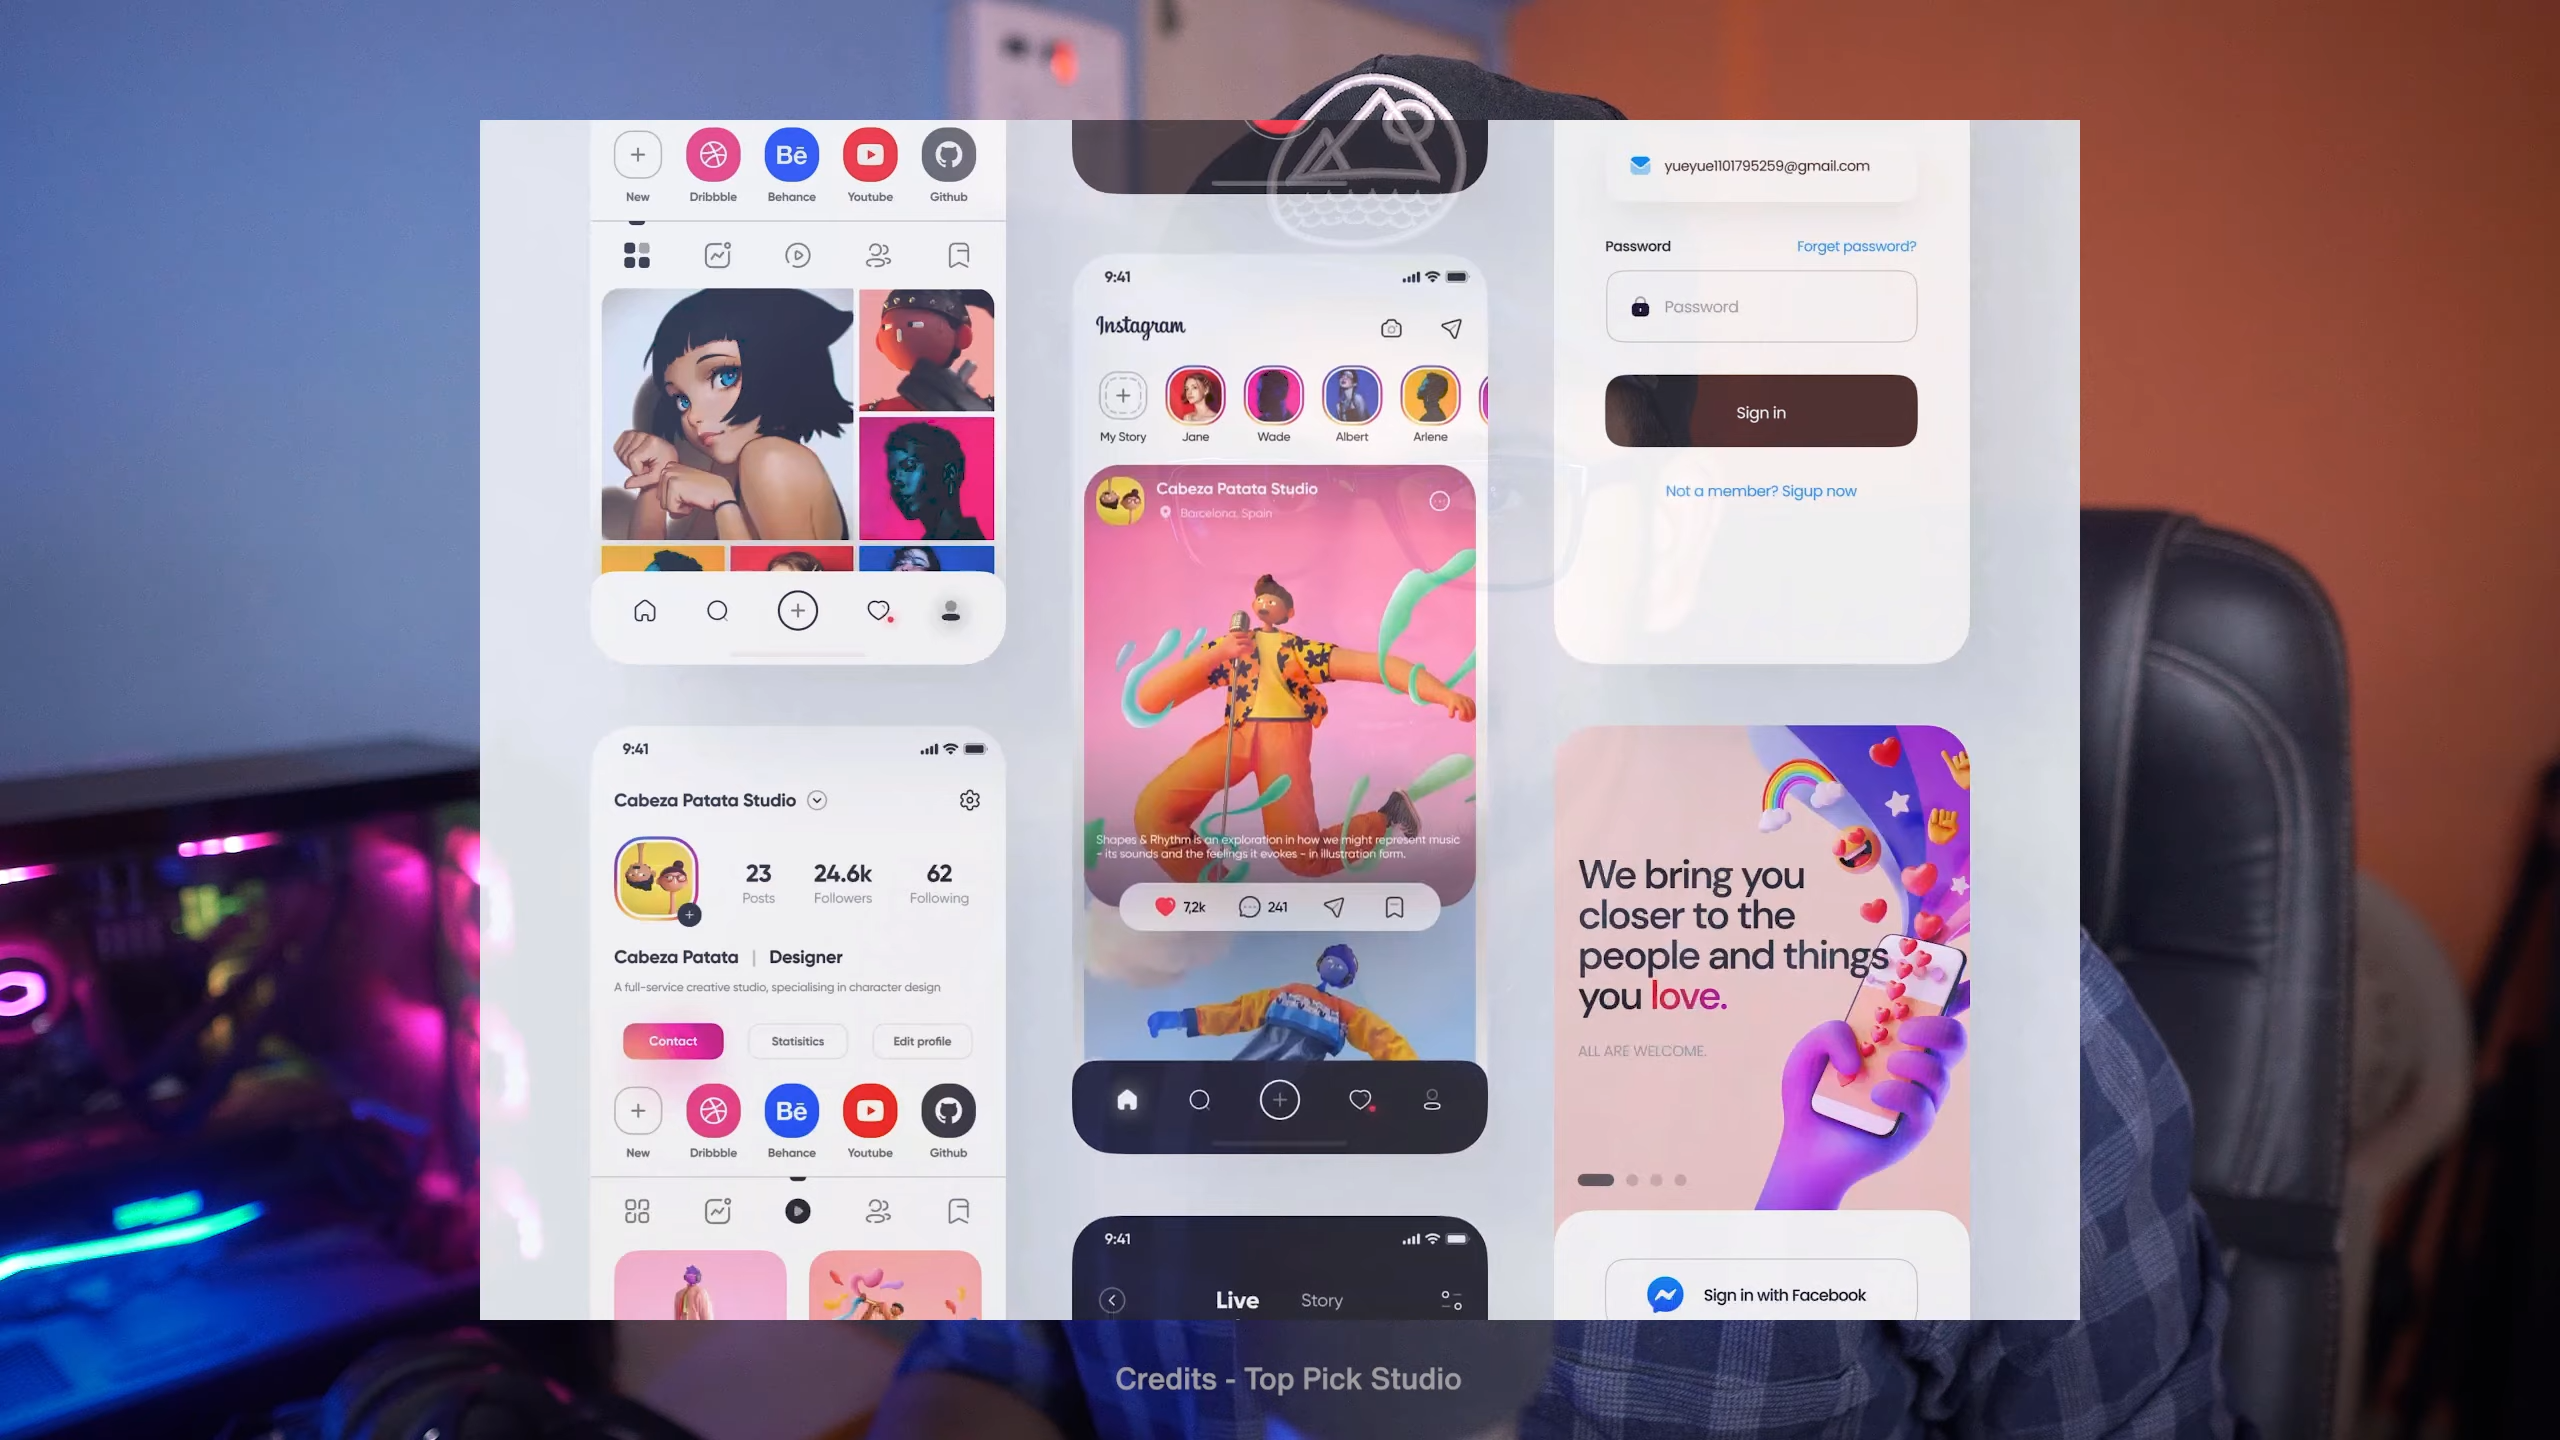 New
Dribbble
Bē
Behance
Youtube
Github
9:41
Cabeza Patata Studio
23
Posts
24.6k
Followers
62
Following
Cabeza Patata | Designer
A full-service creative studio, specialising in character design
Contact
Statisitics
Edit profile
New
Dribbble
Bē
Behance
Youtube
Github
9:41
Instagram
My Story
Jane
Wade
Albert
Arlene
Cabeza Patata Studio
Barcelona, Spain
Shapes & Rhythm is an exploration in how we might represent music
- its sounds and the feelings it evokes - in illustration form.
7,2k
241
9:41
Live
Story
yueyue1101795259@gmail.com
Password
Forget password?
Password
Sign in
Not a member? Sigup now
We bring you
closer to the
people and things
you love.
ALL ARE WELCOME.
Sign in with Facebook
Credits - Top Pick Studio